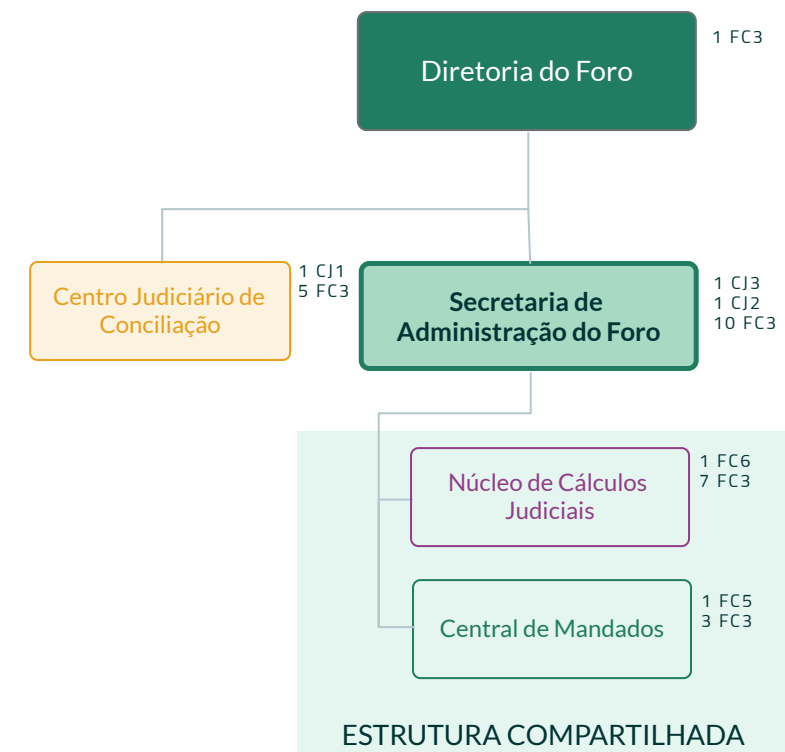 Diretoria do Foro
1 FC3
Centro Judiciário de
Conciliação
1 CJ1
5 FC3
Secretaria de
Administração do Foro
1 CJ3
1 CJ2
10 FC3
Núcleo de Cálculos
Judiciais
1 FC6
7 FC3
Central de Mandados
1 FC5
3 FC3
ESTRUTURA COMPARTILHADA